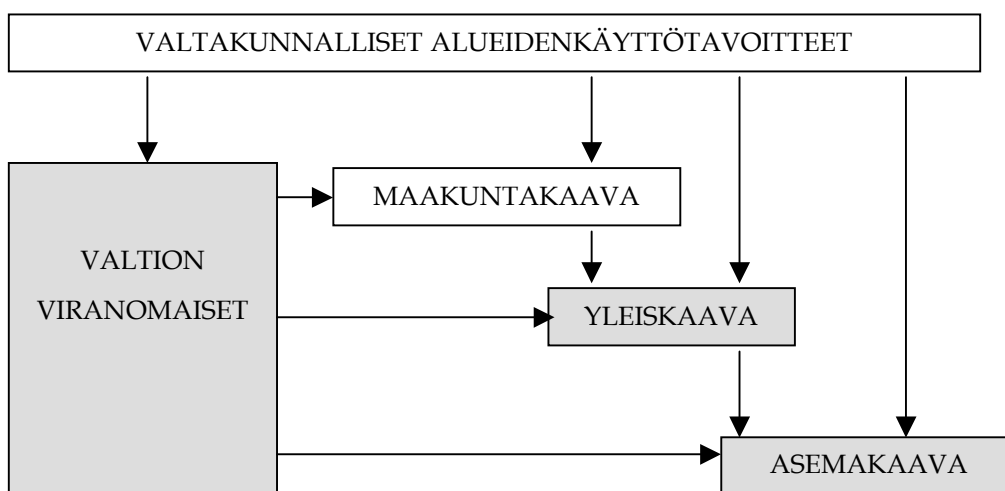 VALTAKUNNALLISET ALUEIDENKÄYTTÖTAVOITTEET
MAAKUNTAKAAVA
VALTION
VIRANOMAISET
YLEISKAAVA
ASEMAKAAVA